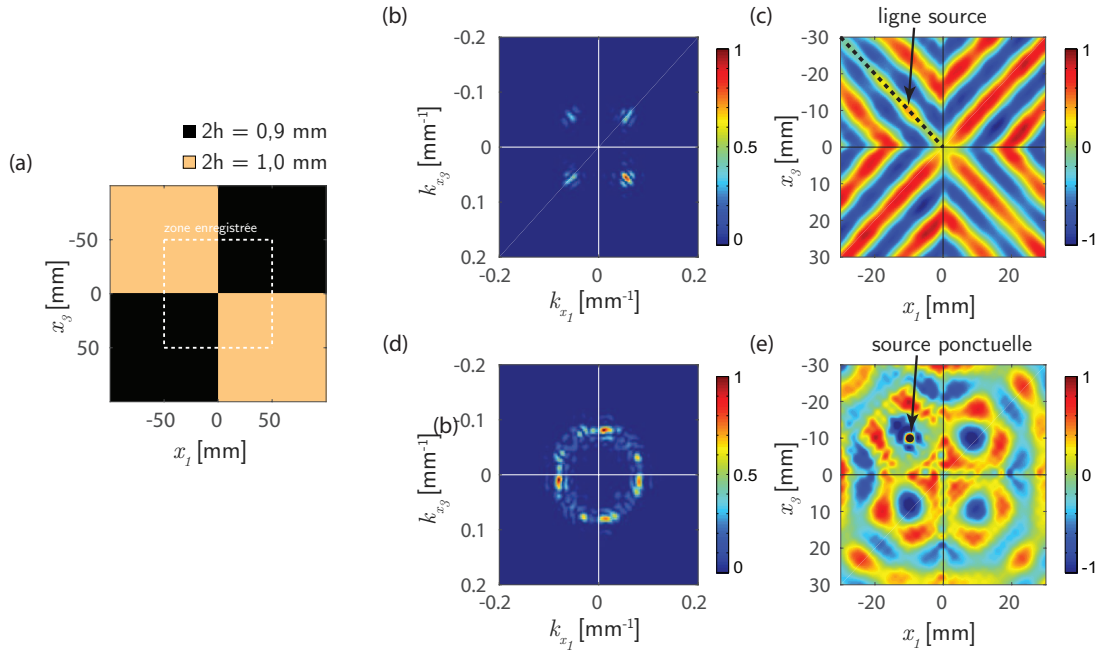 (a)
2h = 0,9 mm
2h = 1,0 mm
zone enregistrée
-50
0
50
x3 [mm]
-50
0
50
x1 [mm]
(b)
-0.2
-0.1
0
0.1
0.2
kx3 [mm-1]
-0.2
0
0.2
kx1 [mm-1]
1
0.5
0
(c)
ligne source
-30
-20
-10
0
10
20
30
x3 [mm]
-20
0
20
x1 [mm]
1
0
-1
(d)
(b)
-0.2
-0.1
0
0.1
0.2
kx3 [mm-1]
-0.2
0
0.2
kx1 [mm-1]
1
0.5
0
(e)
source ponctuelle
-30
-20
-10
0
10
20
30
x3 [mm]
-20
0
20
x1 [mm]
1
0
-1